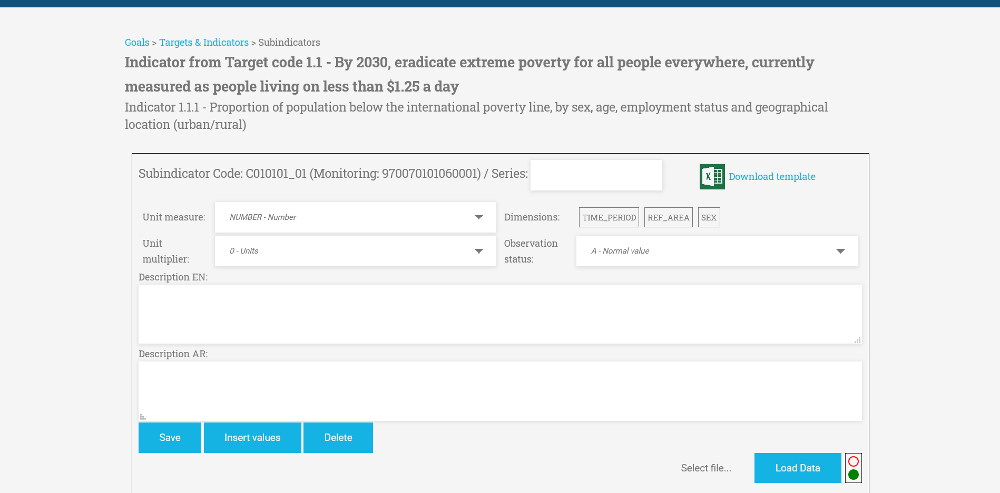 Goals > Targets & Indicators > Subindicators
Indicator from Target code 1.1 - By 2030, eradicate extreme poverty for all people everywhere, currently
measured as people living on less than $1.25 a day
Indicator 1.1.1 - Proportion of population below the international poverty line, by sex, age, employment status and geographical
location (urban/rural)
Subindicator Code: C010101_01 (Monitoring: 970070101060001) / Series:
X
Download template
Unit measure:
NUMBER - Number
Dimensions:
TIME_PERIOD
REF_AREA
SEX
Unit
multiplier:
0 - Units
Observation
status:
A - Normal value
Description EN:
Description AR:
Save
Insert values
Delete
Select file...
Load Data